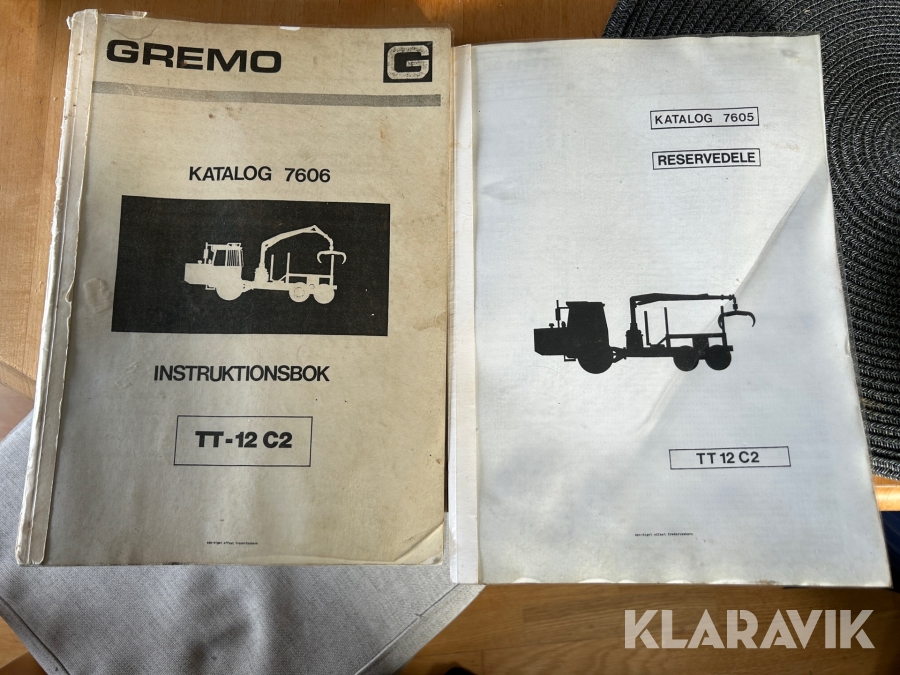 GREMO
G
KATALOG 7606
INSTRUKTIONSBOK
TT-12 C2
KATALOG 7605
RESERVEDELE
TT 12 C2
KLARAVIK